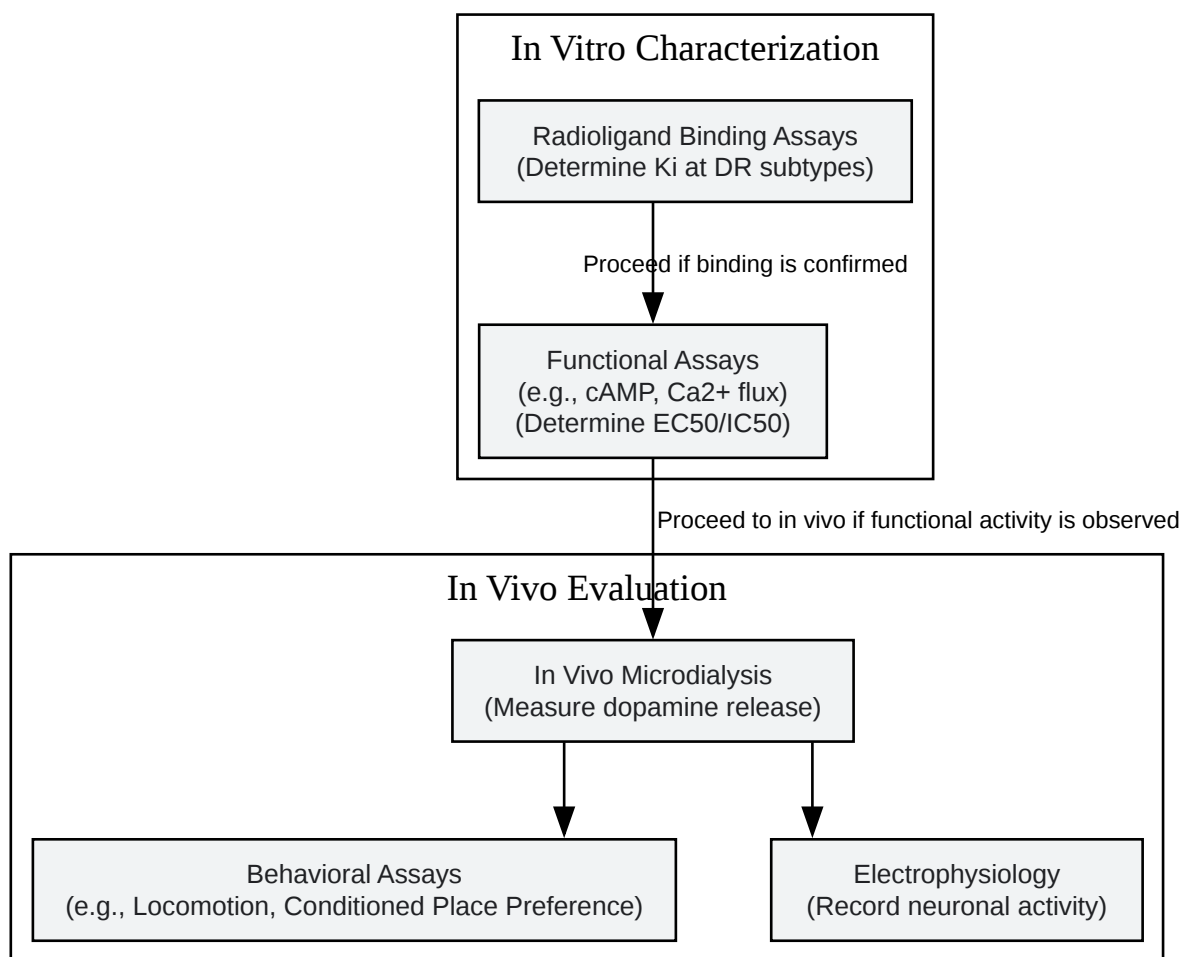 In Vitro Characterization
Radioligand Binding Assays
(Determine Ki at DR subtypes)
Proceed if binding is confirmed
Functional Assays
(e.g., cAMP, Ca2+ flux)
(Determine EC50/IC50)
Proceed to in vivo if functional activity is observed
In Vivo Evaluation
In Vivo Microdialysis
(Measure dopamine release)
Behavioral Assays
(e.g., Locomotion, Conditioned Place Preference)
Electrophysiology
(Record neuronal activity)